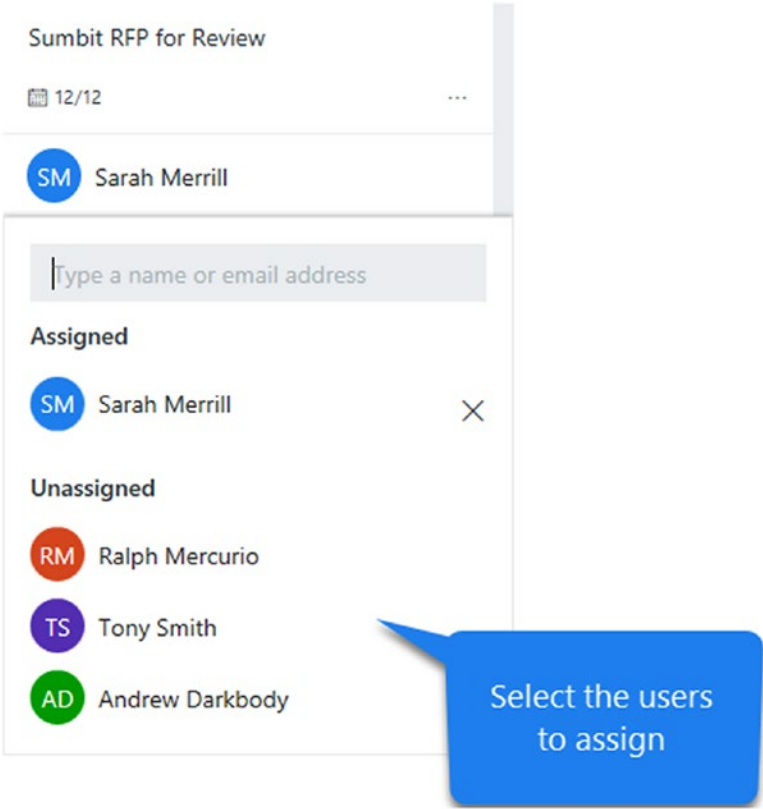 Sumbit RFP for Review
12/12 ...
SM Sarah Merrill
Type a name or email address
Assigned
SM Sarah Merrill
Unassigned
RM Ralph Mercurio
TS Tony Smith
AD Andrew Darkbody
Select the users
to assign